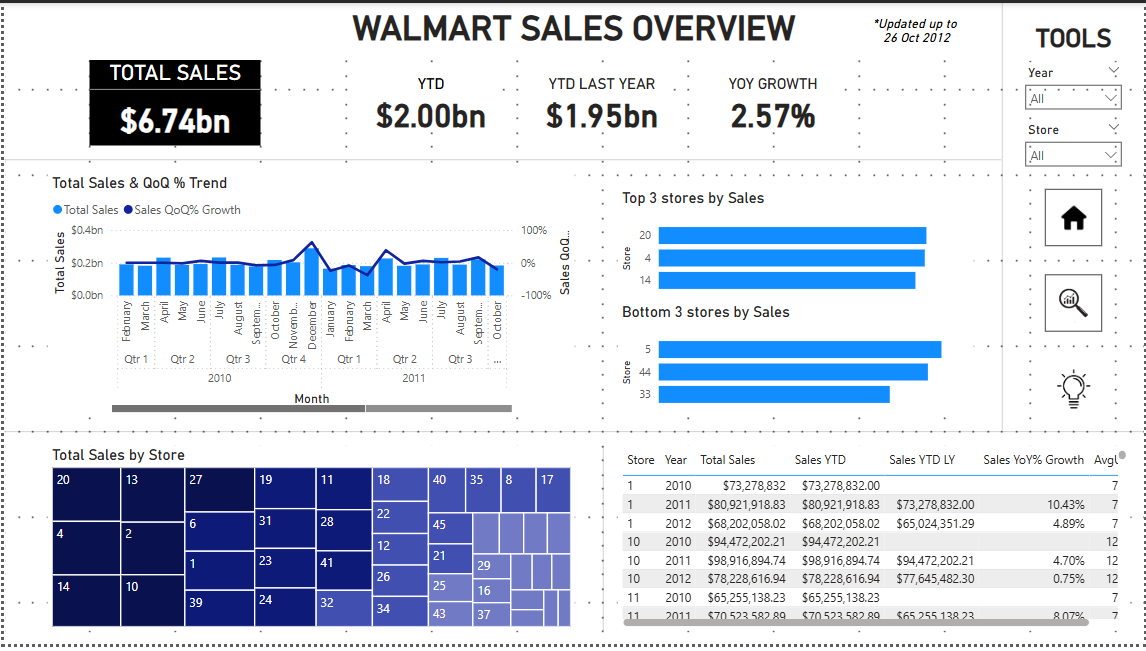 WALMART SALES OVERVIEW
*Updated up to
26 Oct 2012
TOOLS
Year
All
Store
All
TOTAL SALES
$6.74bn
YTD
$2.00bn
YTD LAST YEAR
$1.95bn
YOY GROWTH
2.57%
Total Sales & QoQ % Trend
Total Sales Sales QoQ% Growth
Total Sales
$0.4bn
$0.2bn
$0.0bn
100%
0%
-100%
Sales QoQ...
February
March
April
May
June
July
August
Septem...
October
Novemb...
December
January
February
March
April
May
June
July
August
Septem...
October
Qtr 1 Qtr 2 Qtr 3 Qtr 4 Qtr 1 Qtr 2 Qtr 3 ...
2010 2011
Month
Top 3 stores by Sales
Store
20
4
14
Bottom 3 stores by Sales
Store
5
44
33
Total Sales by Store
20
4
14
13
2
10
27
6
1
39
19
31
23
24
11
28
41
32
18
22
12
26
34
40
45
21
25
43
35
8
17
29
16
37
Store Year Total Sales Sales YTD Sales YTD LY Sales YoY% Growth AvgU
1 2010 $73,278,832 $73,278,832.00 7
1 2011 $80,921,918.83 $80,921,918.83 $73,278,832.00 10.43% 7
1 2012 $68,202,058.02 $68,202,058.02 $65,024,351.29 4.89% 7
10 2010 $94,472,202.21 $94,472,202.21 12
10 2011 $98,916,894.74 $98,916,894.74 $94,472,202.21 4.70% 12
10 2012 $78,228,616.94 $78,228,616.94 $77,645,482.30 0.75% 12
11 2010 $65,255,138.23 $65,255,138.23 7
11 2011 $70,523,582.89 $70,523,582.89 $65,255,138.23 8.07% 7